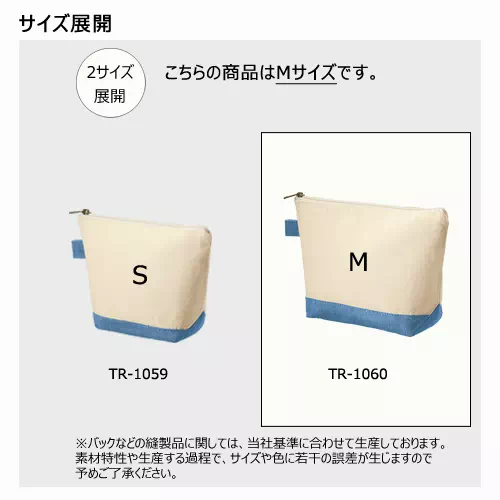 サイズ展開
2サイズ
展開
こちらの商品はMサイズです。
S
M
TR-1059
TR-1060
※バックなどの縫製品に関しては、当社基準に合わせて生産しております。
素材特性や生産する過程で、サイズや色に若干の誤差が生じますので
予めご了承ください。